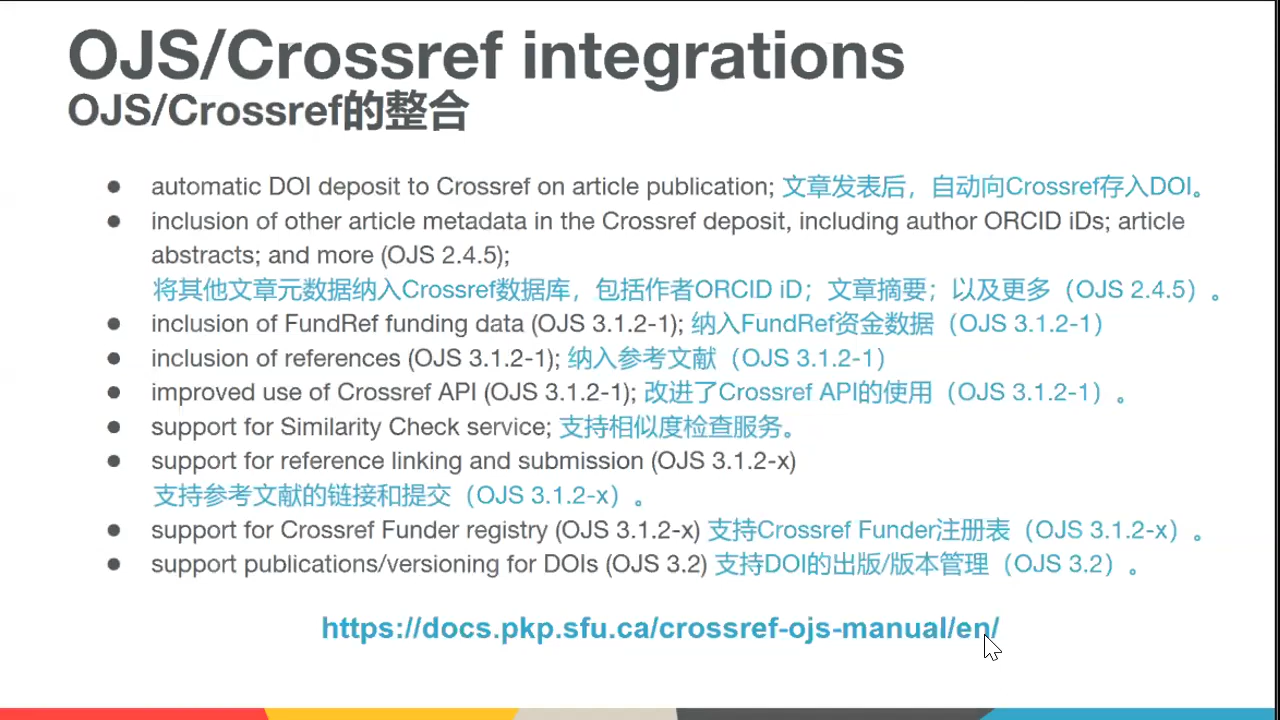 OJS/Crossref integrations
OJS/Crossref的整合
● automatic DOI deposit to Crossref on article publication; 文章发表后，自动向Crossref存入DOI。
● inclusion of other article metadata in the Crossref deposit, including author ORCID iDs; article
abstracts; and more (OJS 2.4.5);
将其他文章元数据纳入Crossref数据库，包括作者ORCID iD；文章摘要；以及更多（OJS 2.4.5）。
● inclusion of FundRef funding data (OJS 3.1.2-1); 纳入FundRef资金数据（OJS 3.1.2-1）
● inclusion of references (OJS 3.1.2-1); 纳入参考文献（OJS 3.1.2-1）
● improved use of Crossref API (OJS 3.1.2-1); 改进了Crossref API的使用（OJS 3.1.2-1）。
● support for Similarity Check service; 支持相似度检查服务。
● support for reference linking and submission (OJS 3.1.2-x)
支持参考文献的链接和提交（OJS 3.1.2-x）。
● support for Crossref Funder registry (OJS 3.1.2-x) 支持Crossref Funder注册表（OJS 3.1.2-x）。
● support publications/versioning for DOIs (OJS 3.2) 支持DOI的出版/版本管理（OJS 3.2）。
https://docs.pkp.sfu.ca/crossref-ojs-manual/en/